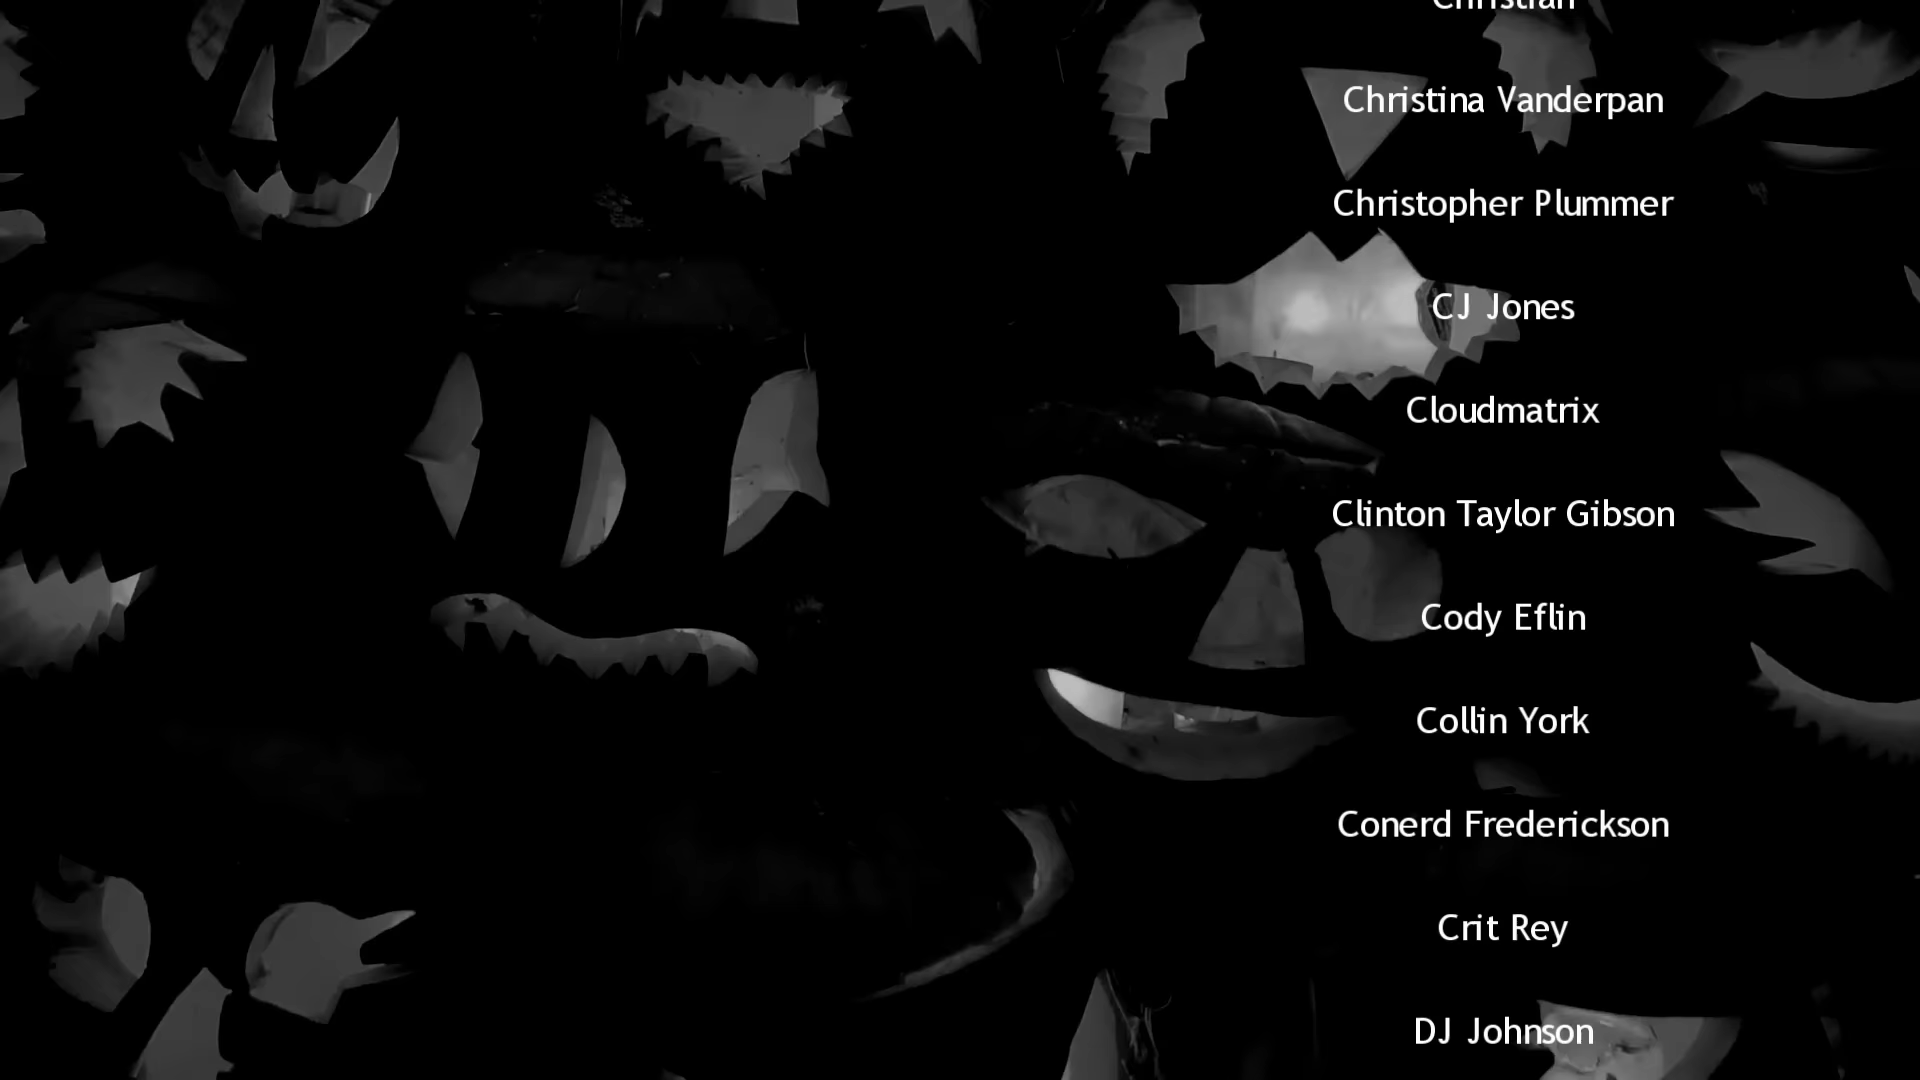 Christian
Christina Vanderpan
Christopher Plummer
CJ Jones
Cloudmatrix
Clinton Taylor Gibson
Cody Eflin
Collin York
Conerd Frederickson
Crit Rey
DJ Johnson